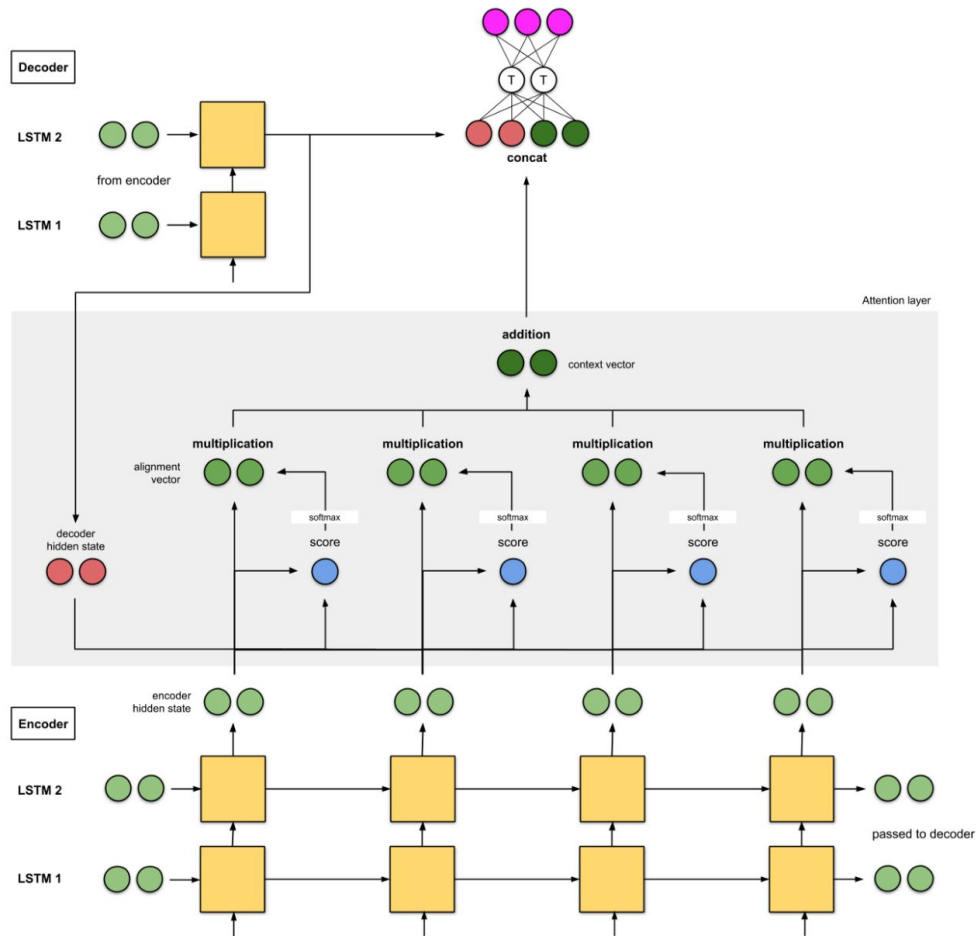 Decoder
T T
LSTM 2
concat
from encoder
LSTM 1
Attention layer
addition
context vector
multiplication multiplication multiplication multiplication
alignment
vector
softmax softmax softmax softmax
decoder
hidden state
score score score score
encoder
hidden state
Encoder
LSTM 2
passed to decoder
LSTM 1